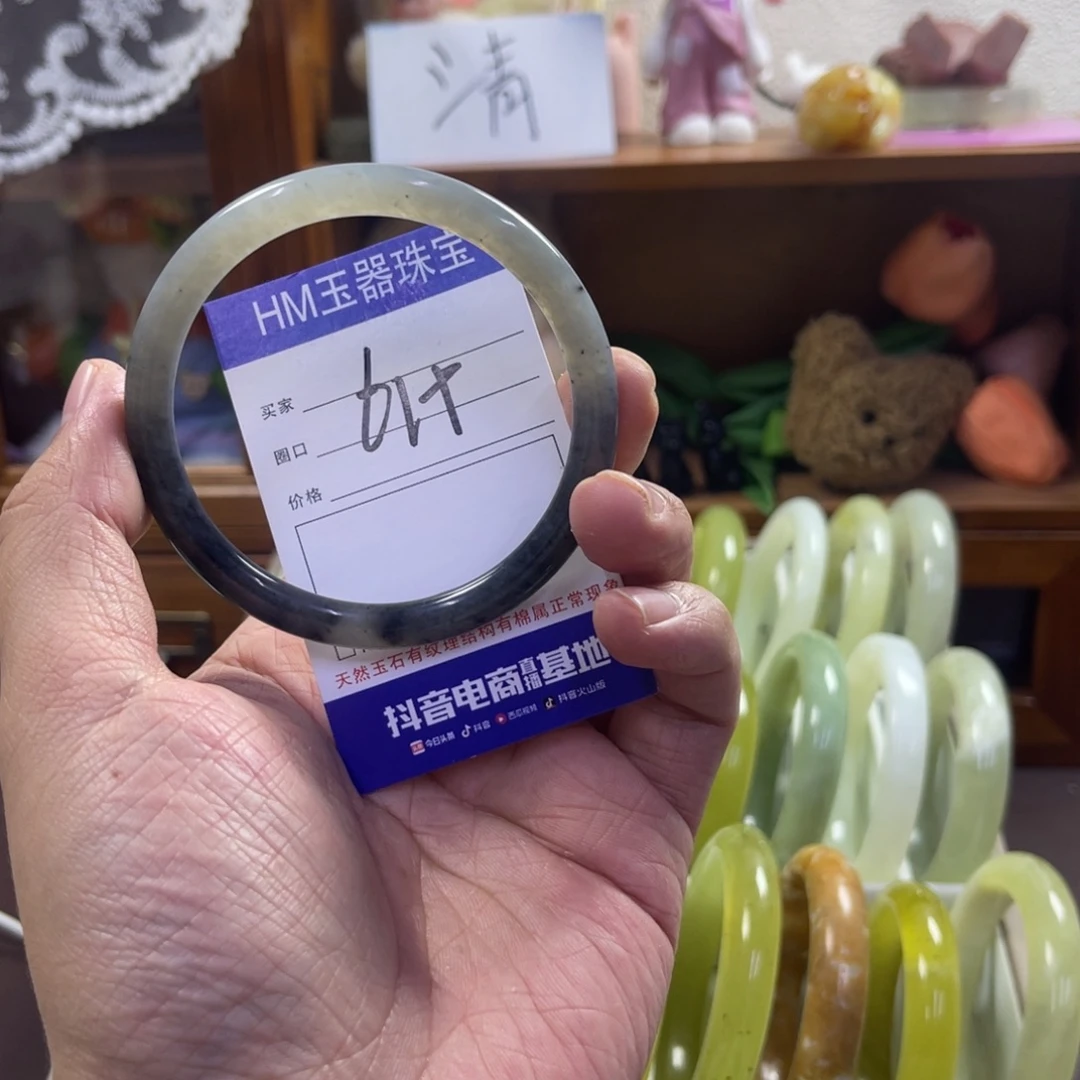 清
HM玉器珠宝
买家
圈口
价格
天然玉石有纹理结构有棉属正常现象
抖音电商直播基地
今日头条 抖音 西瓜视频 抖音火山版